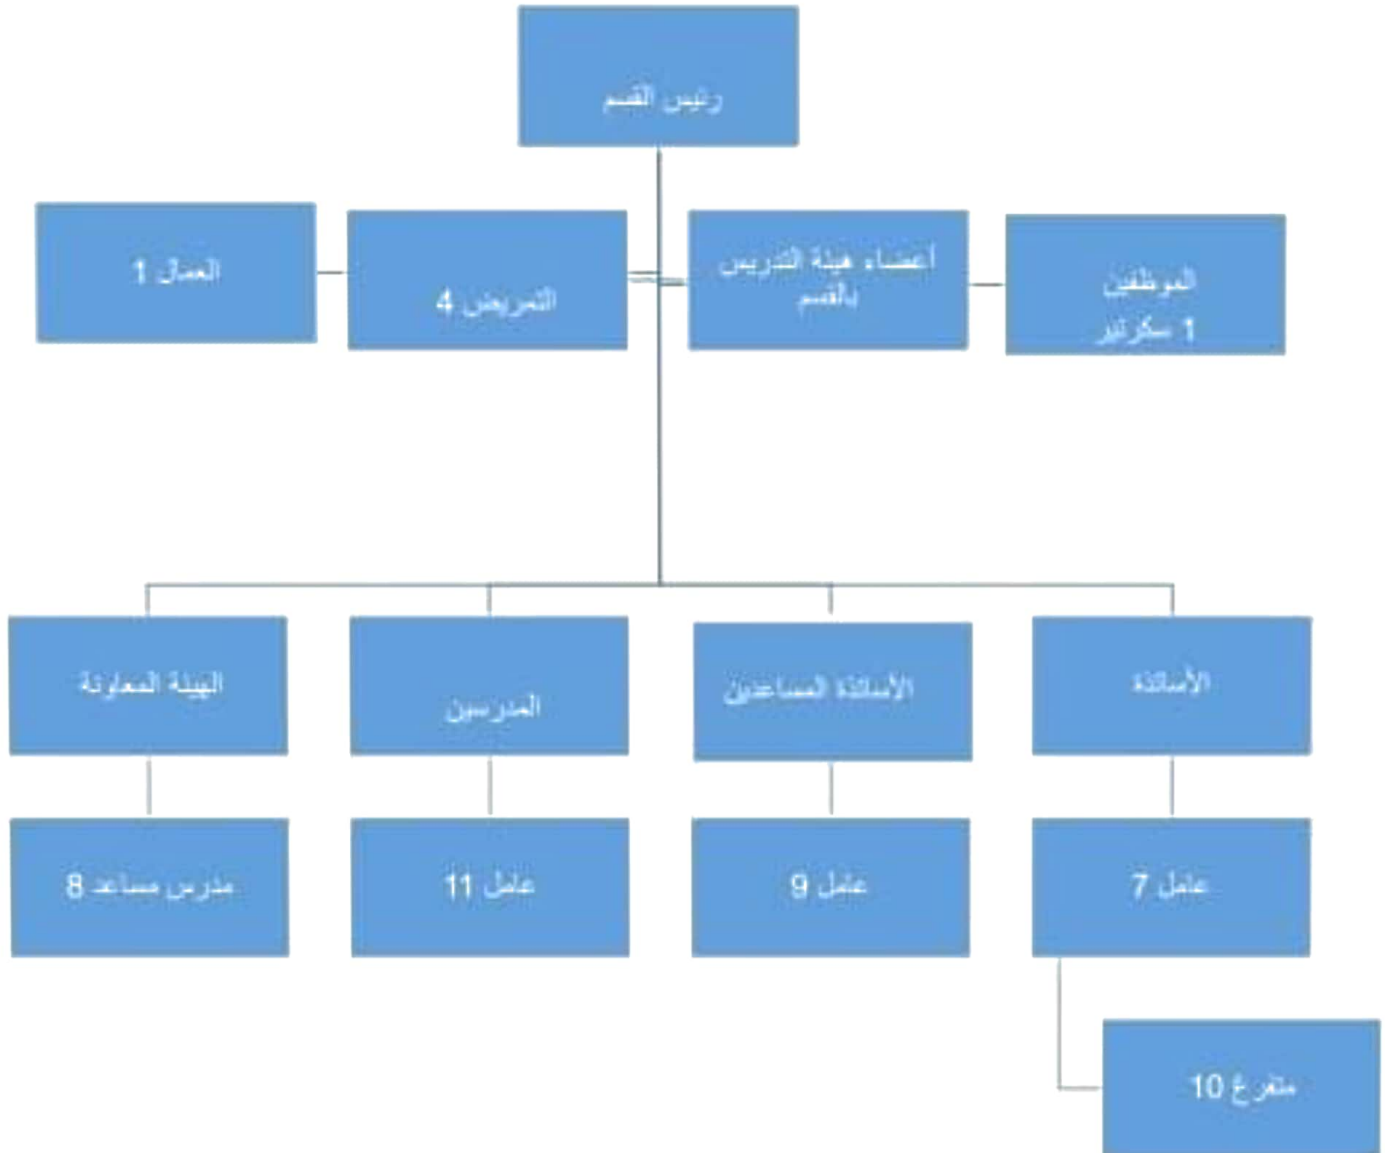 رئيس القسم
الموظفين
1 سكرتير
أعضاء هيئة التدريس
بالقسم
التمريض 4
العمال 1
الأساتذة
الأساتذة المساعدين
المدرسين
الهيئة المعاونة
عامل 7
عامل 9
عامل 11
مدرس مساعد 8
متفرغ 10